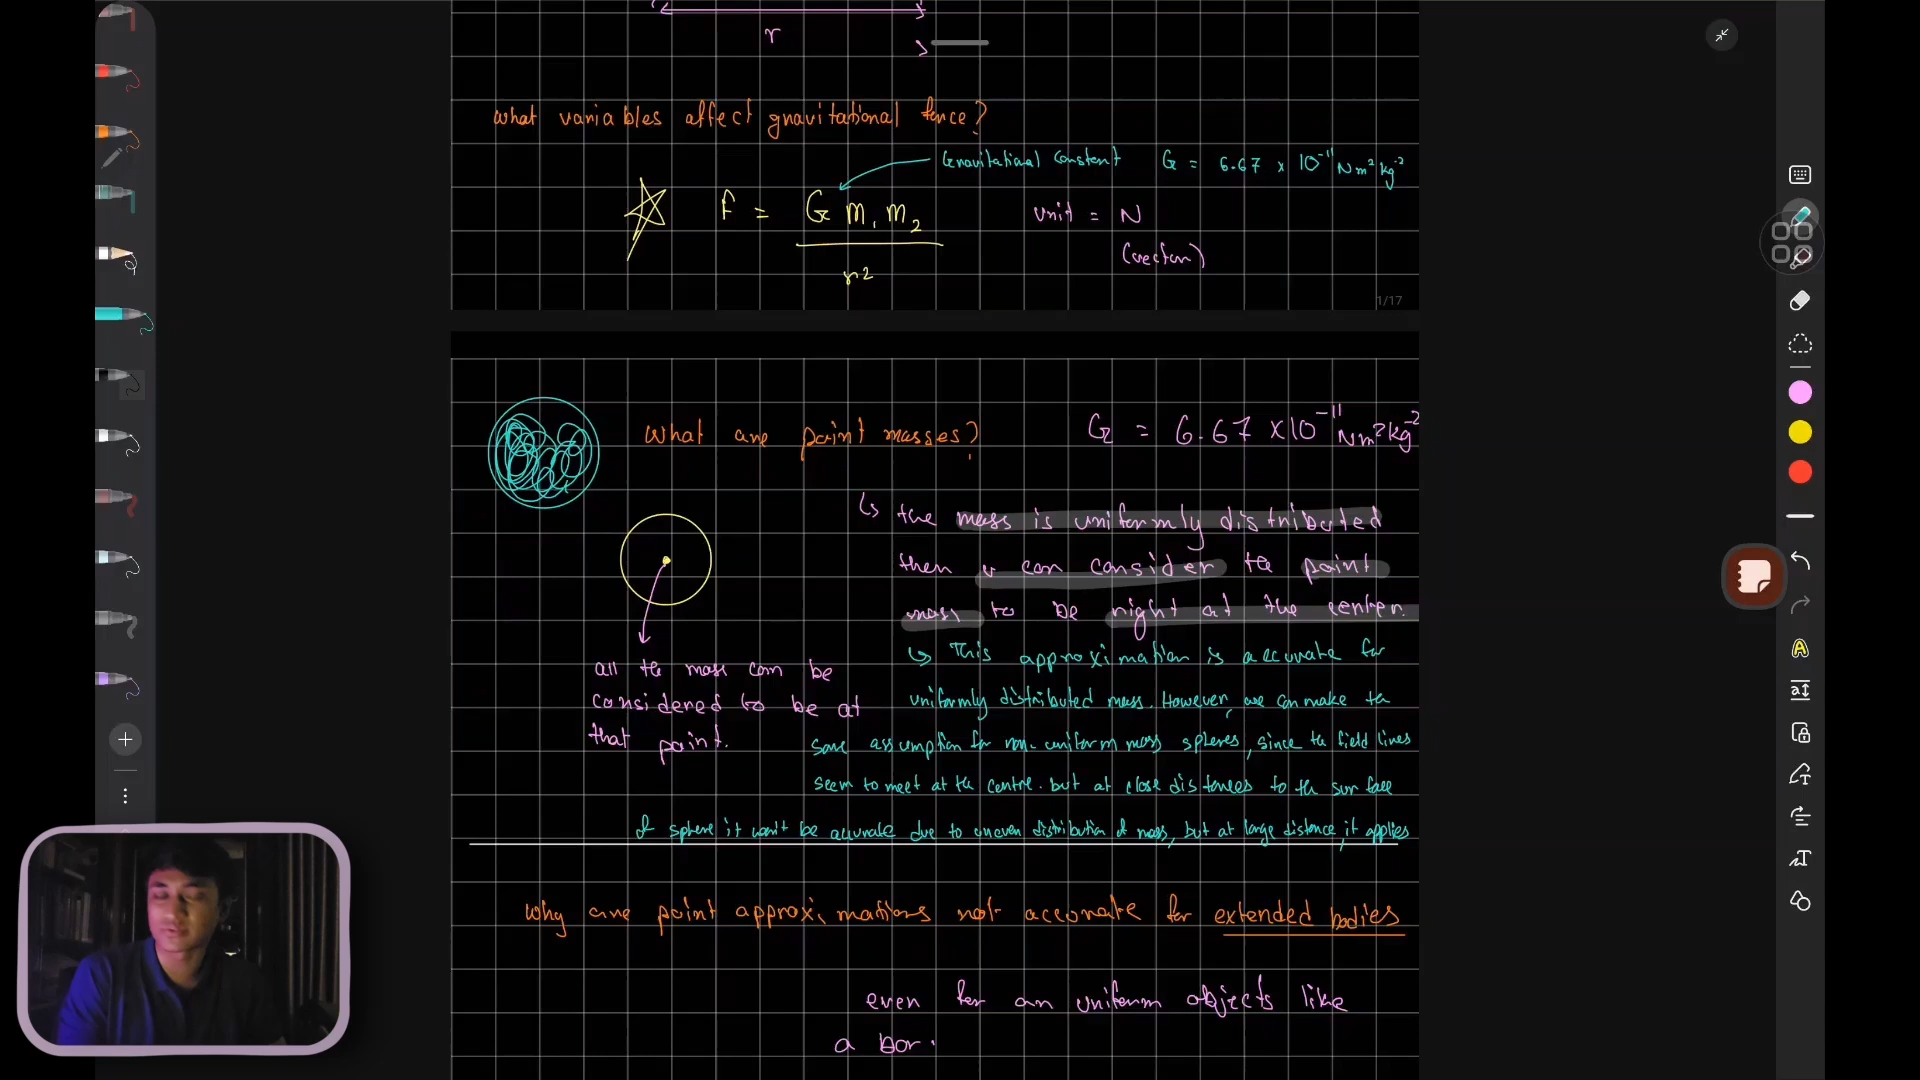 r
what variables affect gravitational force?
Gravitational constant G = 6.67 x 10⁻¹¹ Nm²kg⁻²
F = G m₁ m₂
r²
unit = N
(vector)
1/17
What are point masses?
G = 6.67 x10⁻¹¹ Nm²kg⁻²
↳ the mass is uniformly distributed
then u can consider the point
mass to be right at the center.
all the mass can be
considered to be at
that point.
↳ This approximation is accurate for
uniformly distributed mass. However, we can make the
same assumption for non-uniform mass spheres, since the field lines
seem to meet at the centre. but at close distances to the surface
of sphere it won't be accurate due to uneven distribution of mass, but at large distance, it applies
Why are point approximations not accurate for extended bodies
even for an uniform objects like
a bar.